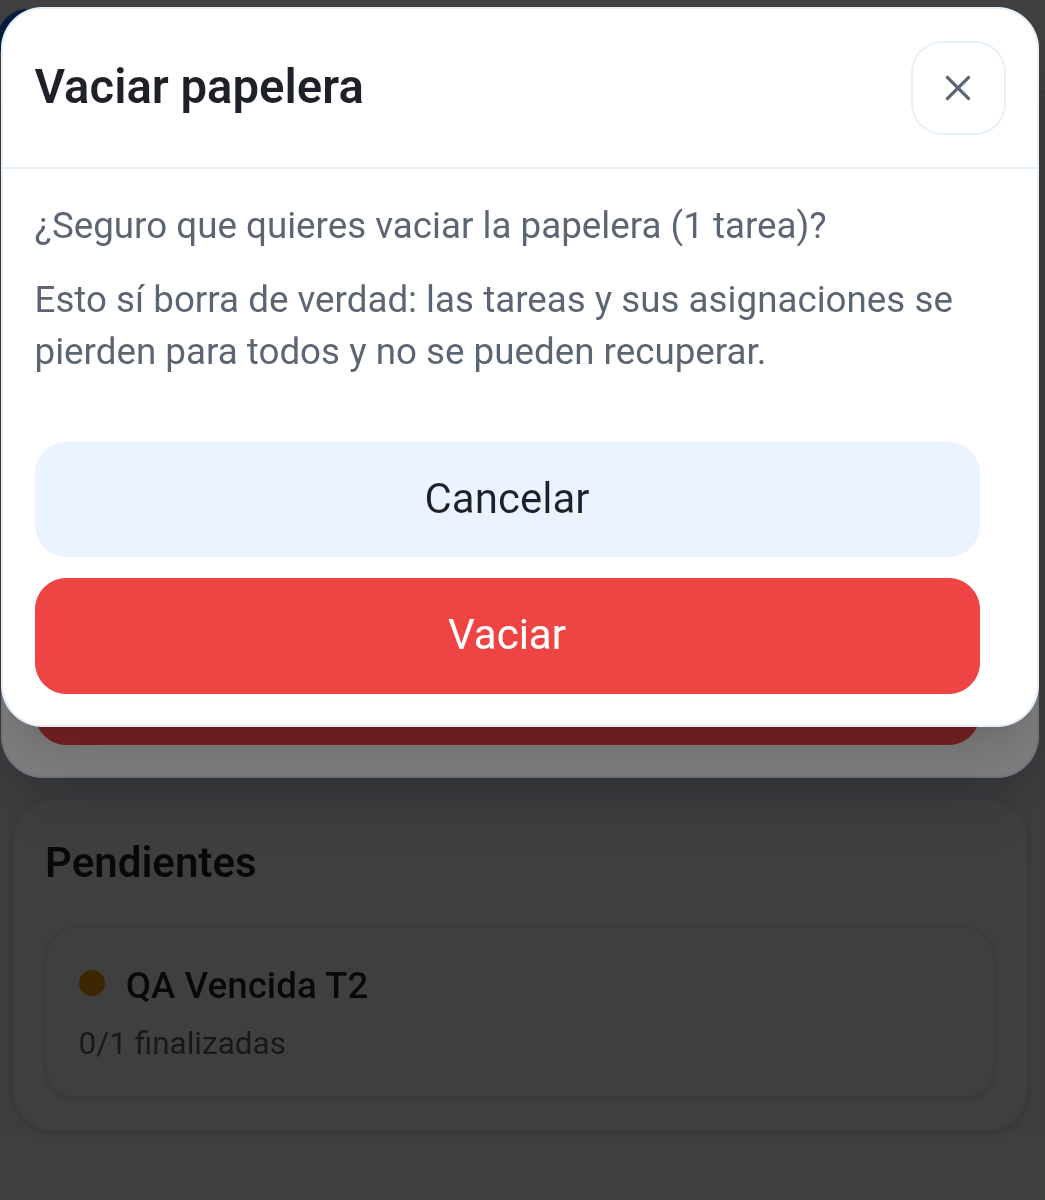 Vaciar papelera
¿Seguro que quieres vaciar la papelera (1 tarea)?
Esto sí borra de verdad: las tareas y sus asignaciones se
pierden para todos y no se pueden recuperar.
Cancelar
Vaciar
Pendientes
QA Vencida T2
0/1 finalizadas